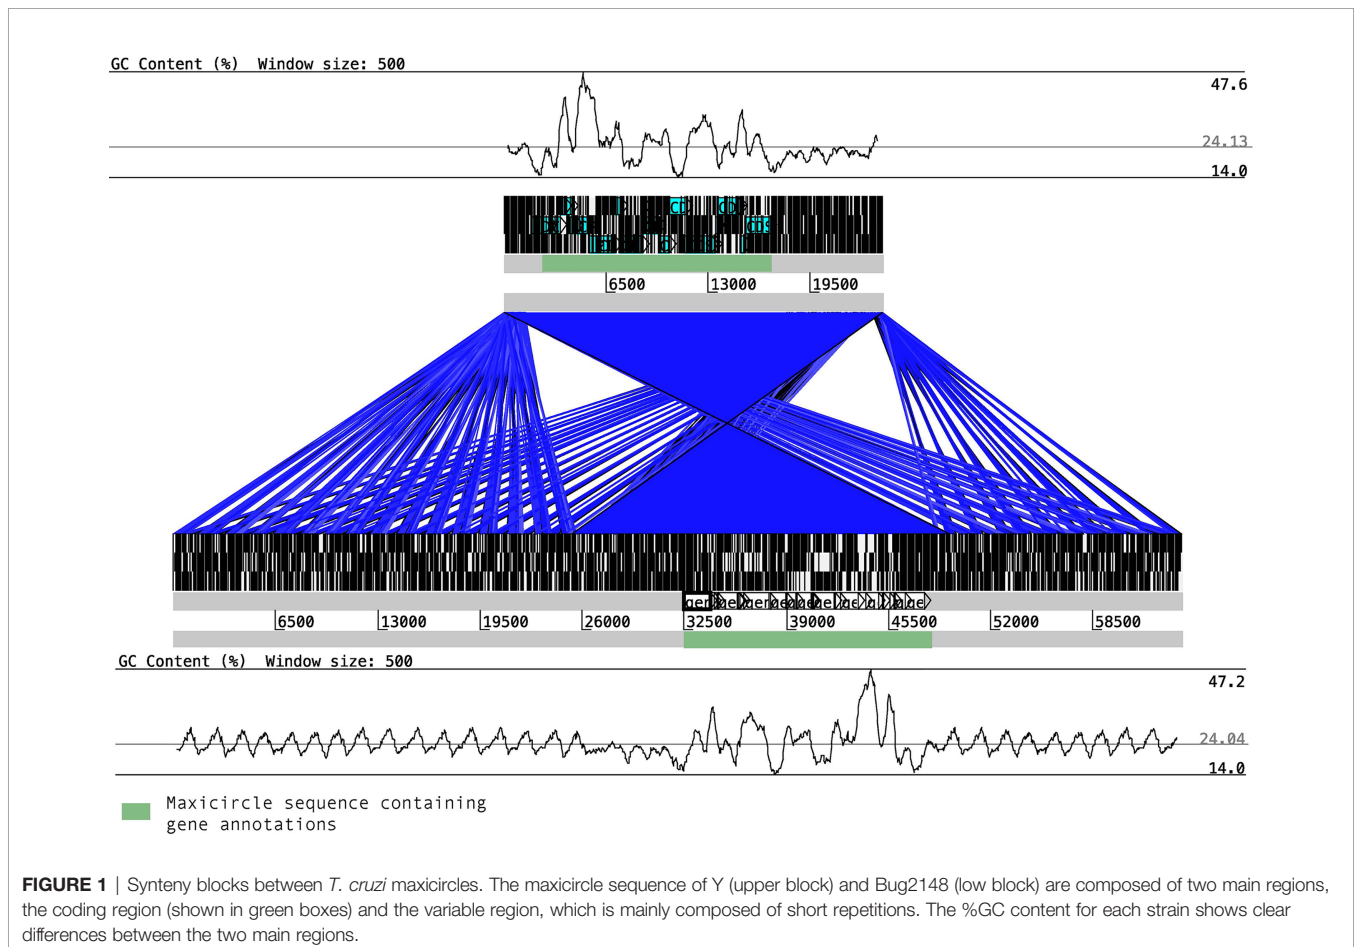 GC Content (%)  Window size: 500
47.6
24.13
14.0
6500 13000 19500
6500 13000 19500 26000 32500 39000 45500 52000 58500
GC Content (%)  Window size: 500
47.2
24.04
14.0
Maxicircle sequence containing
gene annotations
FIGURE 1 | Synteny blocks between T. cruzi maxicircles. The maxicircle sequence of Y (upper block) and Bug2148 (low block) are composed of two main regions,
the coding region (shown in green boxes) and the variable region, which is mainly composed of short repetitions. The %GC content for each strain shows clear
differences between the two main regions.